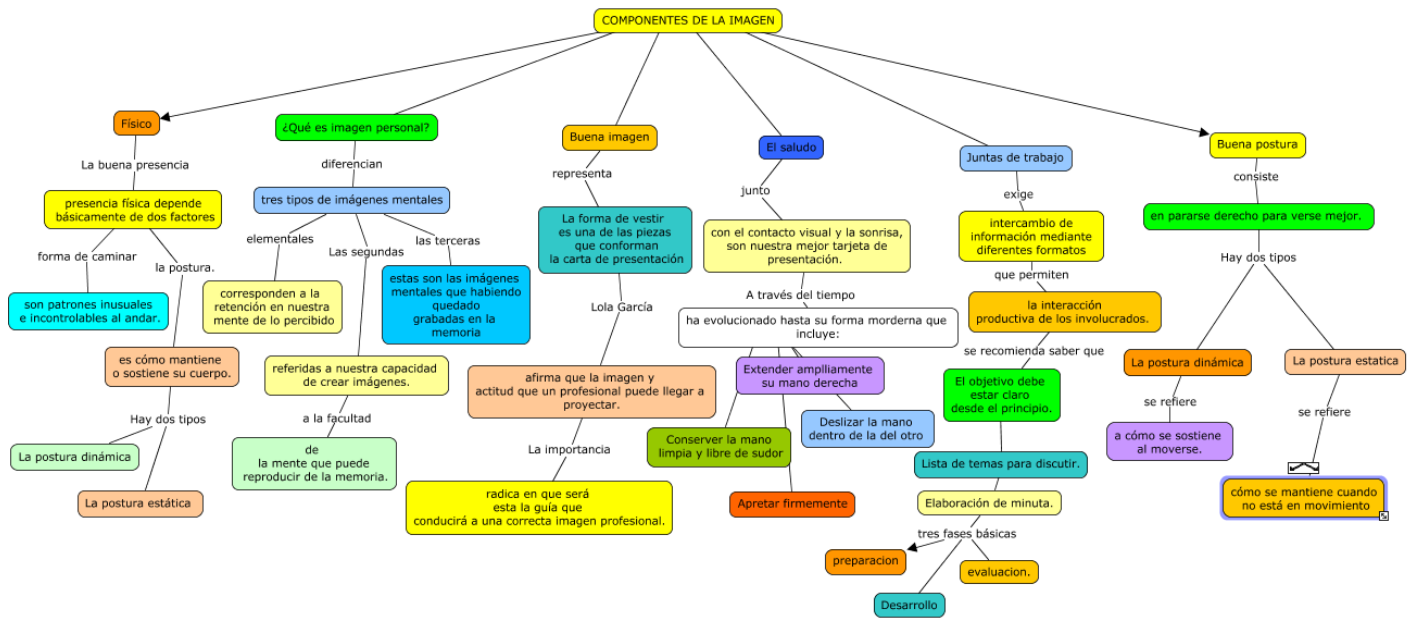 COMPONENTES DE LA IMAGEN
Físico
La buena presencia
presencia física depende
básicamente de dos factores
forma de caminar
son patrones inusuales
e incontrolables al andar.
la postura.
es cómo mantiene
o sostiene su cuerpo.
Hay dos tipos
La postura dinámica
La postura estática
¿Qué es imagen personal?
diferencian
tres tipos de imágenes mentales
elementales
corresponden a la
retención en nuestra
mente de lo percibido
Las segundas
referidas a nuestra capacidad
de crear imágenes.
a la facultad
de
la mente que puede
reproducir de la memoria.
las terceras
estas son las imágenes
mentales que habiendo
quedado
grabadas en la
memoria
Buena imagen
representa
La forma de vestir
es una de las piezas
que conforman
la carta de presentación
Lola García
afirma que la imagen y
actitud que un profesional puede llegar a
proyectar.
La importancia
radica en que será
esta la guía que
conducirá a una correcta imagen profesional.
El saludo
junto
con el contacto visual y la sonrisa,
son nuestra mejor tarjeta de
presentación.
A través del tiempo
ha evolucionado hasta su forma morderna que
incluye:
Extender amplliamente
su mano derecha
Conserver la mano
limpia y libre de sudor
Deslizar la mano
dentro de la del otro
Apretar firmemente
Juntas de trabajo
exige
intercambio de
información mediante
diferentes formatos
que permiten
la interacción
productiva de los involucrados.
se recomienda saber que
El objetivo debe
estar claro
desde el principio.
Lista de temas para discutir.
Elaboración de minuta.
tres fases básicas
preparacion
evaluacion.
Desarrollo
Buena postura
consiste
en pararse derecho para verse mejor.
Hay dos tipos
La postura dinámica
se refiere
a cómo se sostiene
al moverse.
La postura estatica
se refiere
cómo se mantiene cuando
no está en movimiento